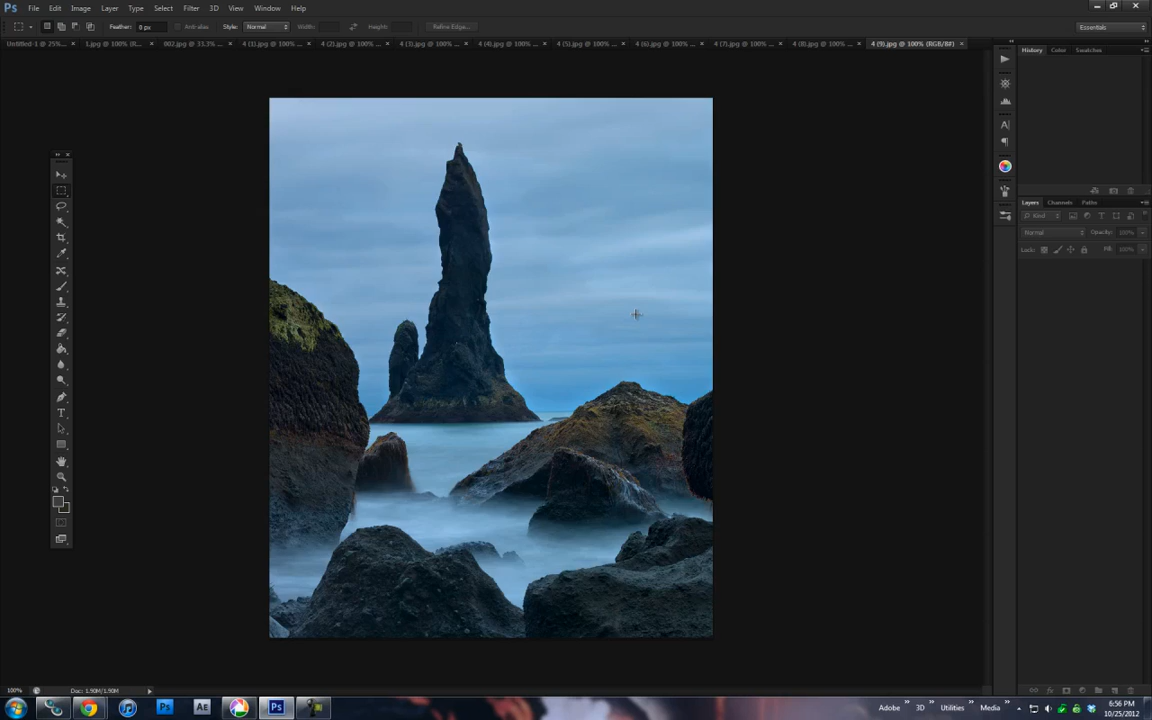 Ps File Edit Image Layer Type Select Filter 3D View Window Help
Feather: 0 px Anti-alias Style: Normal Width: Height: Refine Edge... Essentials
Untitled-1 @ 25%... × 1.jpg @ 100% (R... × 002.jpg @ 33.3% ... × 4 (1).jpg @ 100% ... × 4 (2).jpg @ 100% ... × 4 (3).jpg @ 100% ... × 4 (4).jpg @ 100% ... × 4 (5).jpg @ 100% ... × 4 (6).jpg @ 100% ... × 4 (7).jpg @ 100% ... × 4 (8).jpg @ 100% ... × 4 (9).jpg @ 100% (RGB/8#) ×
History Color Swatches
Layers Channels Paths
Kind
Normal Opacity: 100%
Lock: Fill: 100%
100% Doc: 1.90M/1.90M
Ps Ae Ps Adobe » 3D » Utilities » Media » 6:56 PM
10/25/2012